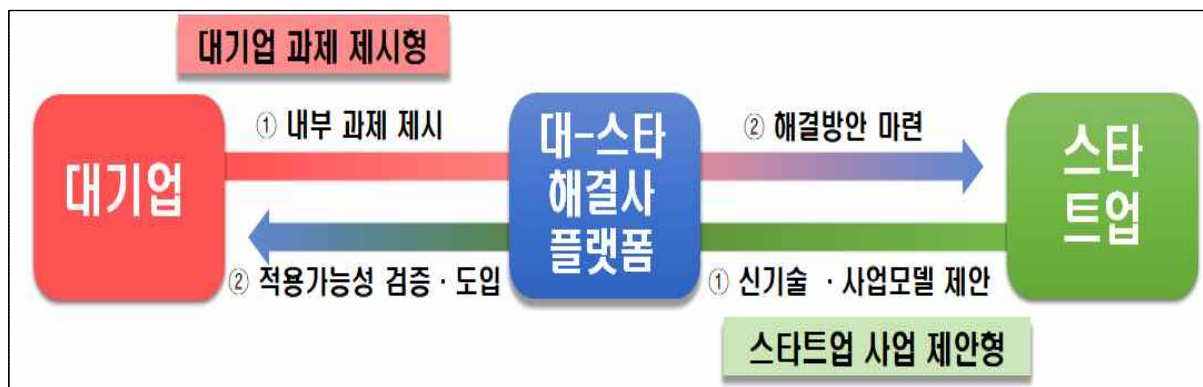 대기업 과제 제시형
① 내부 과제 제시
② 해결방안 마련
대기업
대-스타
해결사
플랫폼
스타
트업
② 적용가능성 검증·도입
① 신기술 ·사업모델 제안
스타트업 사업 제안형